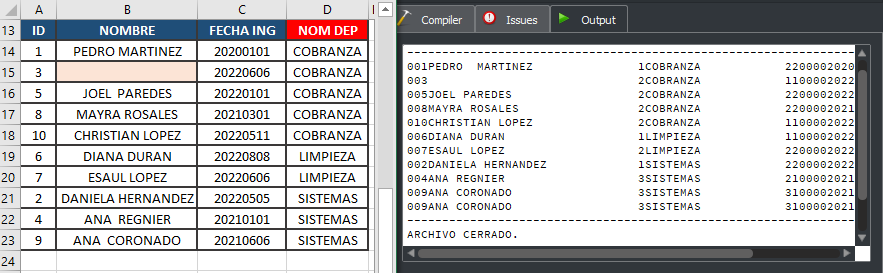 A B C D
13 ID NOMBRE FECHA ING NOM DEP
14 1 PEDRO MARTINEZ 20200101 COBRANZA
15 3 20220606 COBRANZA
16 5 JOEL PAREDES 20220101 COBRANZA
17 8 MAYRA ROSALES 20210301 COBRANZA
18 10 CHRISTIAN LOPEZ 20220511 COBRANZA
19 6 DIANA DURAN 20220808 LIMPIEZA
20 7 ESAUL LOPEZ 20220606 LIMPIEZA
21 2 DANIELA HERNANDEZ 20220505 SISTEMAS
22 4 ANA REGNIER 20210101 SISTEMAS
23 9 ANA CORONADO 20210606 SISTEMAS
24
Compiler Issues Output
--------------------------------------------------------------
001PEDRO  MARTINEZ 1COBRANZA 2200002020
003 2COBRANZA 1100002022
005JOEL PAREDES 2COBRANZA 2200002022
008MAYRA ROSALES 2COBRANZA 2200002021
010CHRISTIAN LOPEZ 2COBRANZA 1100002022
006DIANA DURAN 1LIMPIEZA 1100002022
007ESAUL LOPEZ 2LIMPIEZA 2200002022
002DANIELA HERNANDEZ 1SISTEMAS 2200002022
004ANA REGNIER 3SISTEMAS 2100002021
009ANA CORONADO 3SISTEMAS 3100002021
009ANA CORONADO 3SISTEMAS 3100002021
--------------------------------------------------------------
ARCHIVO CERRADO.